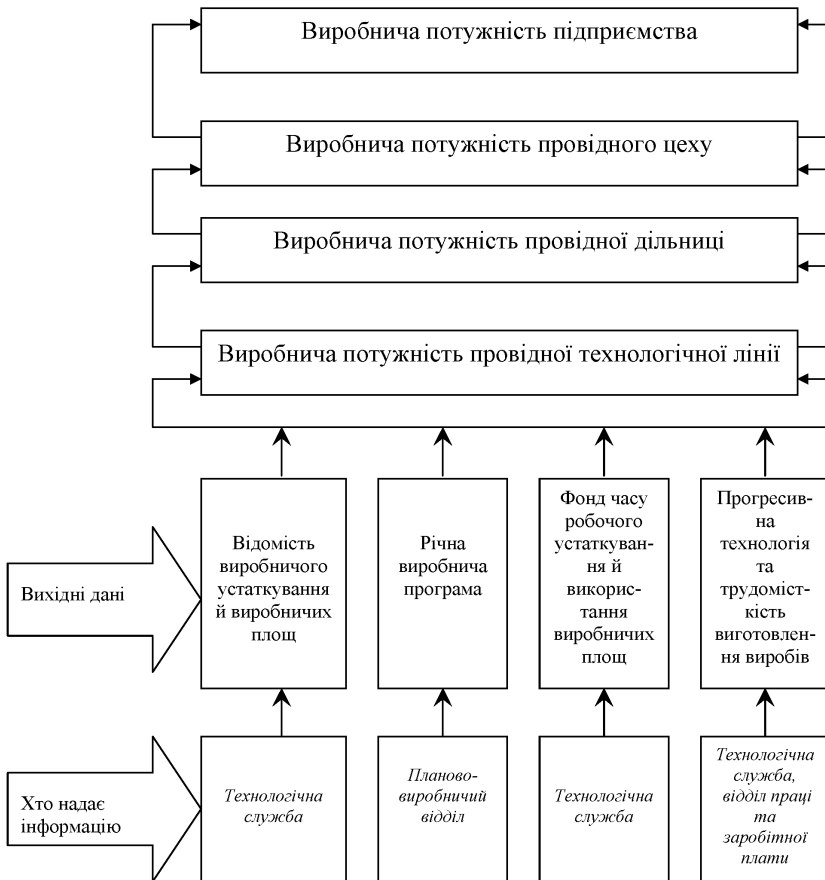 Виробнича потужність підприємства
Виробнича потужність провідного цеху
Виробнича потужність провідної дільниці
Виробнича потужність провідної технологічної лінії
Вихідні дані
Відомість
виробничого
устаткування
й виробничих
площ
Річна
виробнича
програма
Фонд часу
робочого
устаткуван-
ня й
викорис-
тання
виробничих
площ
Прогресив-
на
технологія
та
трудоміст-
кість
виготовлен-
ня виробів
Хто надає
інформацію
Технологічна
служба
Планово-
виробничий
відділ
Технологічна
служба
Технологічна
служба,
відділ праці
та
заробітної
плати